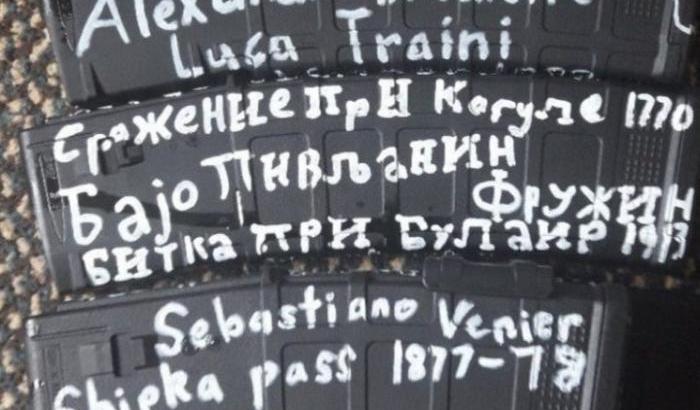 Luca Traini
Сражение при Кагуле 1770
Бајо Пивљанин
Фружин
Битка при Булаир 1913
Sebastiano Venier
Shipka pass 1877-78